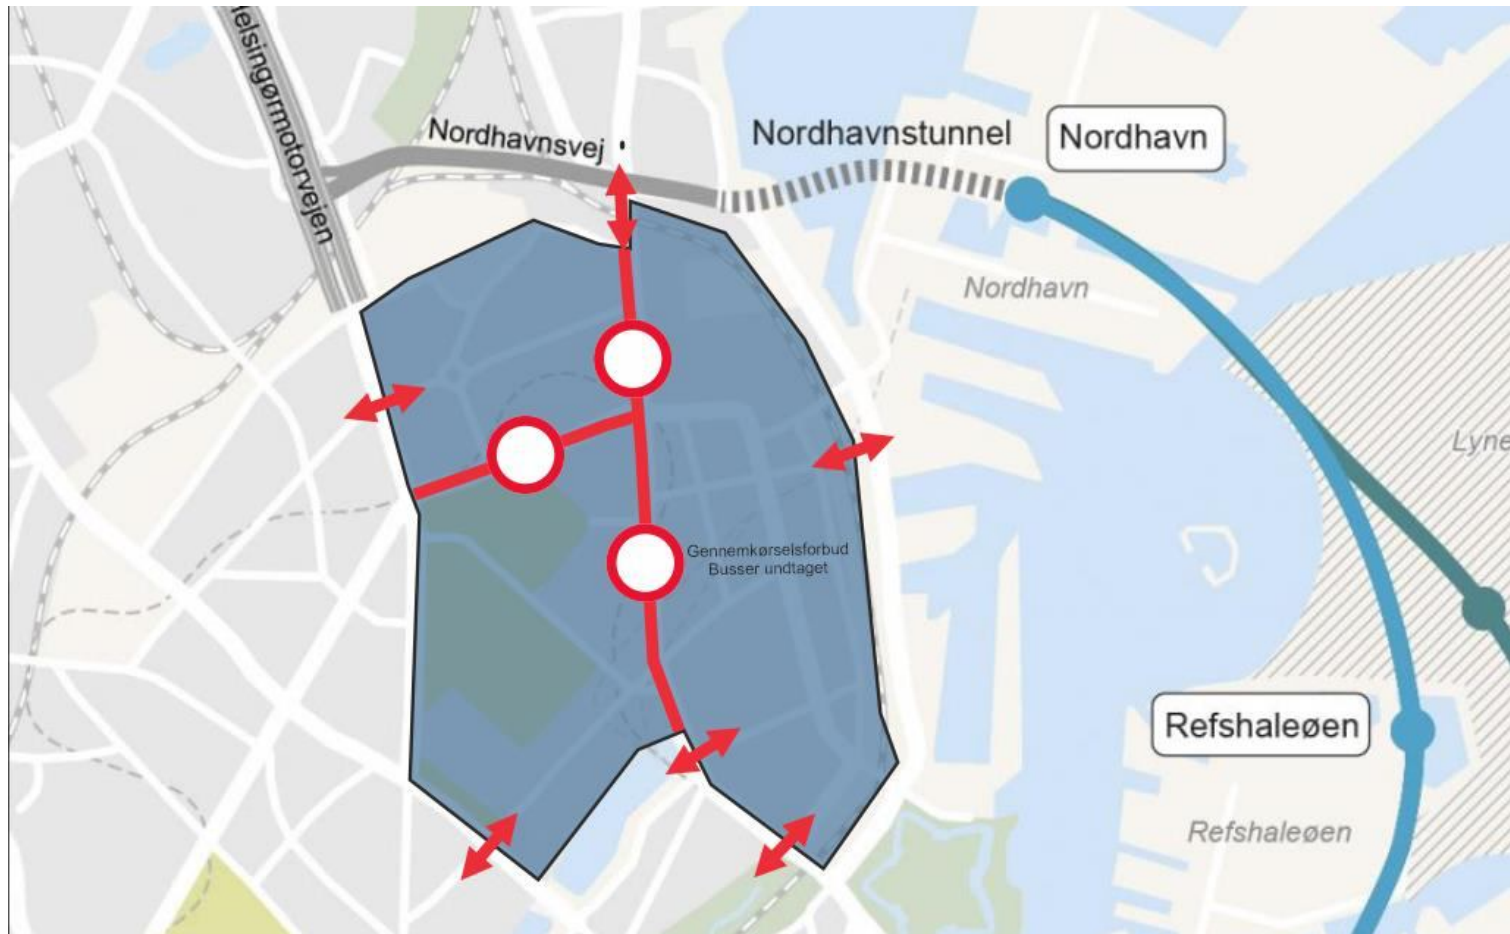 Helsingørmotorvejen
Nordhavnsvej
Nordhavnstunnel
Nordhavn
Nordhavn
Gennemkørselsforbud
Busser undtaget
Refshaleøen
Refshaleøen